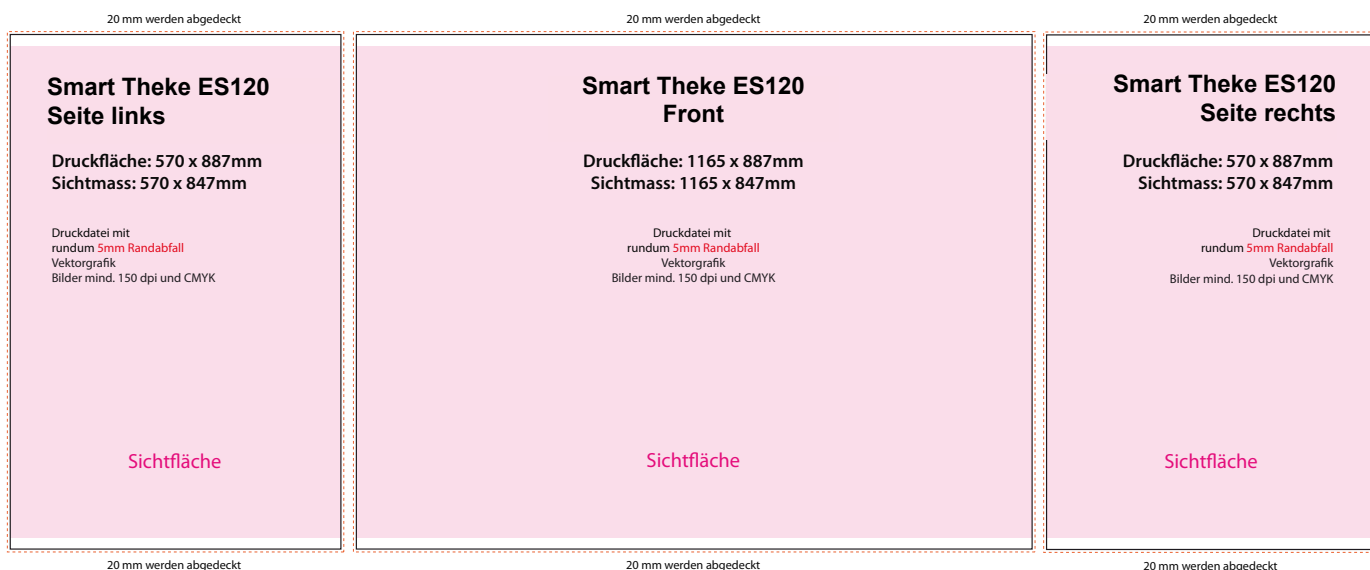 20 mm werden abgedeckt
Smart Theke ES120
Seite links
Druckfläche: 570 x 887mm
Sichtmass: 570 x 847mm
Druckdatei mit
rundum 5mm Randabfall
Vektorgrafik
Bilder mind. 150 dpi und CMYK
Sichtfläche
20 mm werden abgedeckt
20 mm werden abgedeckt
Smart Theke ES120
Front
Druckfläche: 1165 x 887mm
Sichtmass: 1165 x 847mm
Druckdatei mit
rundum 5mm Randabfall
Vektorgrafik
Bilder mind. 150 dpi und CMYK
Sichtfläche
20 mm werden abgedeckt
20 mm werden abgedeckt
Smart Theke ES120
Seite rechts
Druckfläche: 570 x 887mm
Sichtmass: 570 x 847mm
Druckdatei mit
rundum 5mm Randabfall
Vektorgrafik
Bilder mind. 150 dpi und CMYK
Sichtfläche
20 mm werden abgedeckt